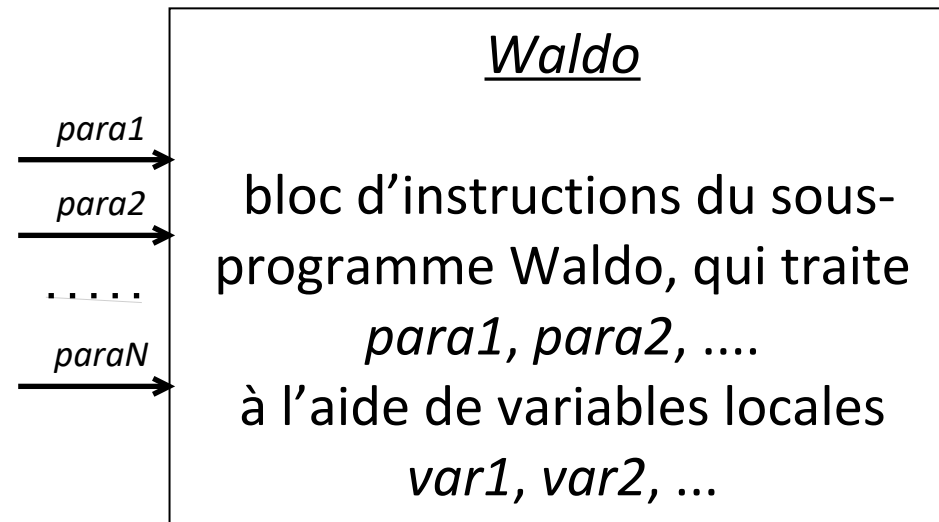 Waldo
para1
para2
.....
paraN
bloc d’instructions du sous-
programme Waldo, qui traite
para1, para2, ....
à l’aide de variables locales
var1, var2, ...